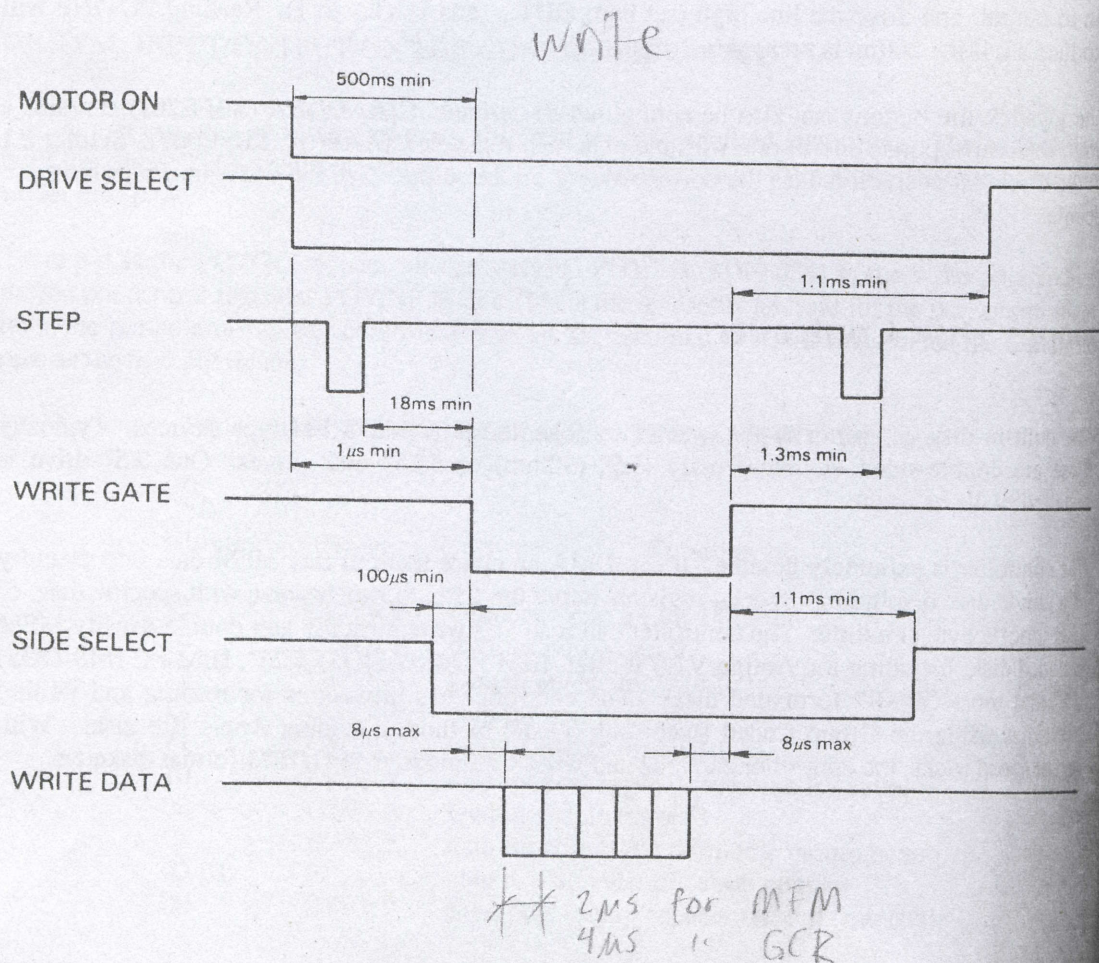 write
500ms min
MOTOR ON
DRIVE SELECT
1.1ms min
STEP
18ms min
1μs min
1.3ms min
WRITE GATE
100μs min
1.1ms min
SIDE SELECT
8μs max
8μs max
WRITE DATA
2μs for MFM
4μs " GCR